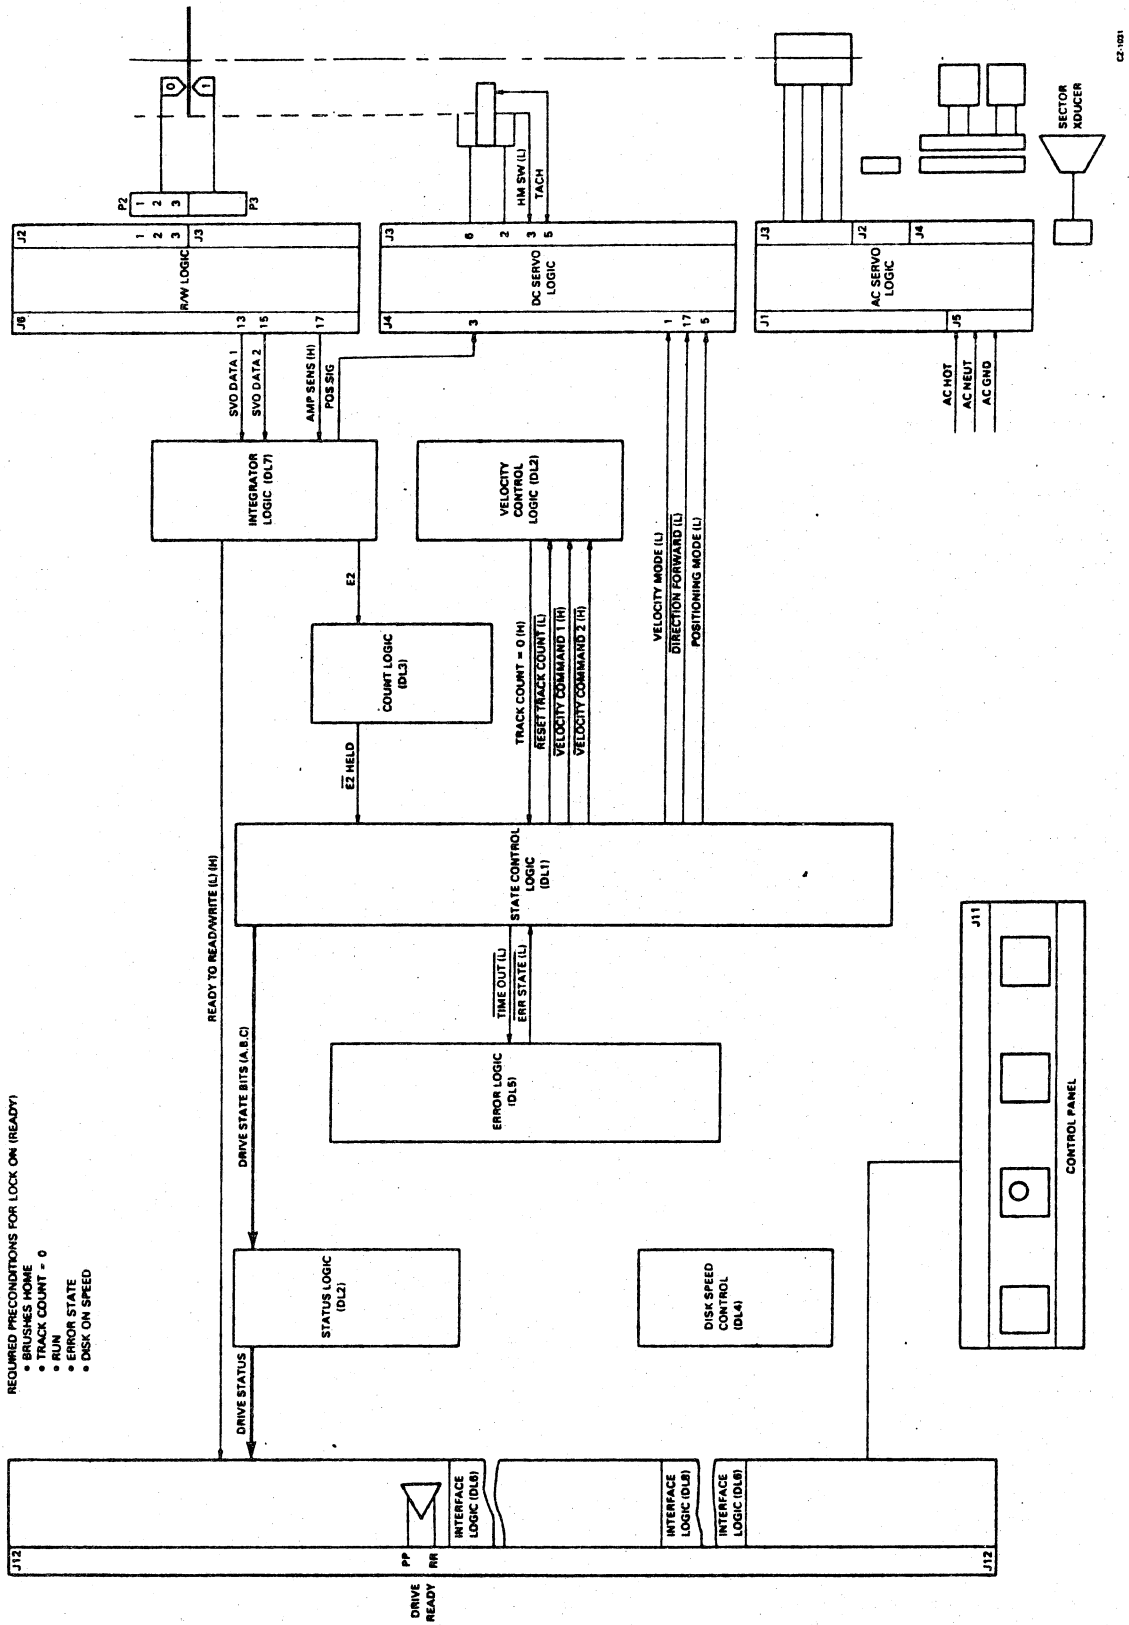 REQUIRED PRECONDITIONS FOR LOCK ON (READY)
• BRUSHES HOME
• TRACK COUNT = 0
• RUN
• ERROR STATE
• DISK ON SPEED
J12
PP
RR
DRIVE
READY
INTERFACE
LOGIC (DL6)
INTERFACE
LOGIC (DL8)
INTERFACE
LOGIC (DL6)
J12
DRIVE STATUS
STATUS LOGIC
(DL2)
DISK SPEED
CONTROL
(DL4)
DRIVE STATE BITS (A,B,C)
READY TO READ/WRITE (L) (H)
ERROR LOGIC
(DL5)
TIME OUT (L)
ERR STATE (L)
STATE CONTROL
LOGIC
(DL1)
J11
CONTROL PANEL
E2 HELD
COUNT LOGIC
(DL3)
E2
TRACK COUNT = 0 (H)
RESET TRACK COUNT (L)
VELOCITY COMMAND 1 (H)
VELOCITY COMMAND 2 (H)
VELOCITY MODE (L)
DIRECTION FORWARD (L)
POSITIONING MODE (L)
INTEGRATOR
LOGIC (DL7)
VELOCITY
CONTROL
LOGIC (DL2)
SVO DATA 1
SVO DATA 2
AMP SENS (H)
POS SIG
AC HOT
AC NEUT
AC GND
J6
13
15
17
R/W LOGIC
J2
1
2
3
J3
P2
1
2
3
P3
0
1
J4
3
1
17
5
DC SERVO
LOGIC
J3
6
2
3
5
HM SW (L)
TACH
J1
J5
AC SERVO
LOGIC
J3
J2
J4
SECTOR
XDUCER
CZ-1031